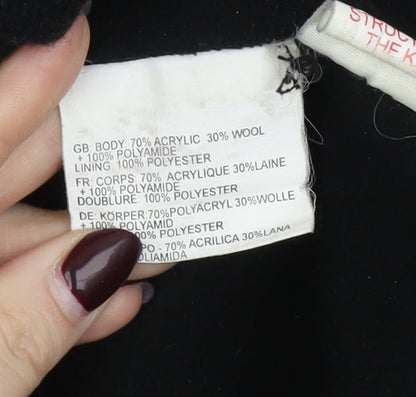 STRUCT
THE K
GB: BODY: 70% ACRYLIC 30% WOOL
+ 100% POLYAMIDE
LINING: 100% POLYESTER
FR: CORPS: 70% ACRYLIQUE 30%LAINE
+ 100% POLYAMIDE
DOUBLURE: 100% POLYESTER
DE: KÖRPER:70%POLYACRYL 30%WOLLE
+ 100% POLYAMID
00% POLYESTER
PO - 70% ACRILICA 30%LANA
OLIAMIDA